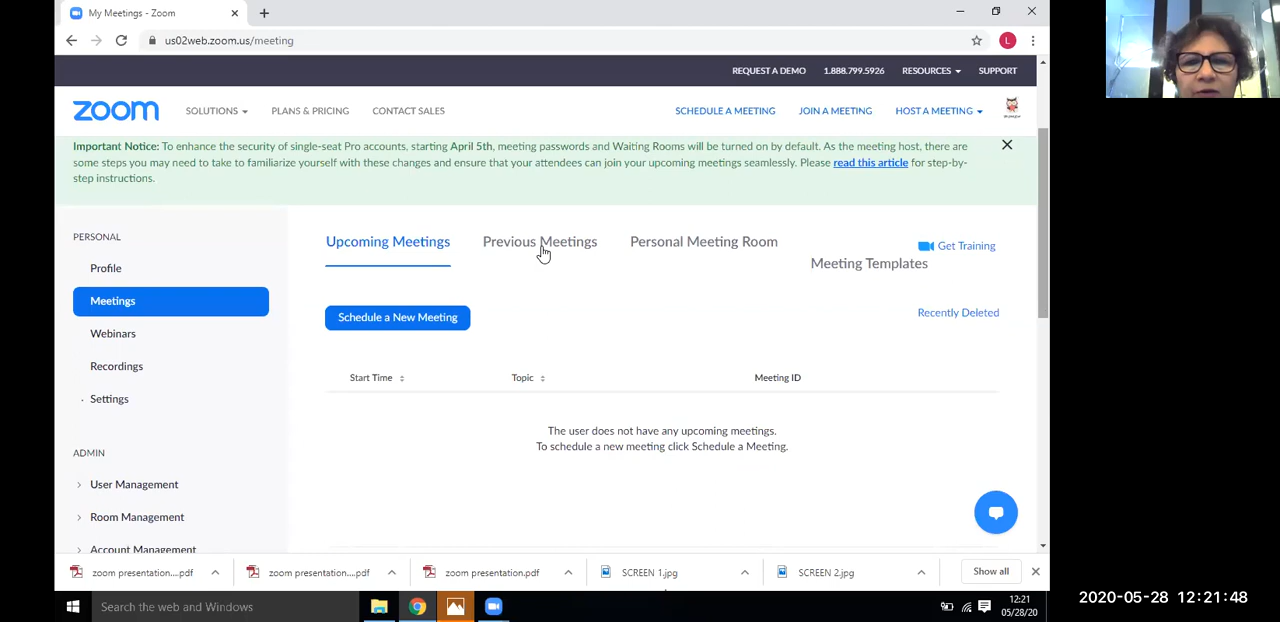 My Meetings - Zoom
us02web.zoom.us/meeting
L
REQUEST A DEMO 1.888.799.5926 RESOURCES SUPPORT
zoom SOLUTIONS PLANS & PRICING CONTACT SALES SCHEDULE A MEETING JOIN A MEETING HOST A MEETING
Important Notice: To enhance the security of single-seat Pro accounts, starting April 5th, meeting passwords and Waiting Rooms will be turned on by default. As the meeting host, there are
some steps you may need to take to familiarize yourself with these changes and ensure that your attendees can join your upcoming meetings seamlessly. Please read this article for step-by-
step instructions.
PERSONAL
Profile
Meetings
Webinars
Recordings
Settings
ADMIN
User Management
Room Management
Account Management
Upcoming Meetings Previous Meetings Personal Meeting Room
Get Training
Meeting Templates
Schedule a New Meeting
Recently Deleted
Start Time Topic Meeting ID
The user does not have any upcoming meetings.
To schedule a new meeting click Schedule a Meeting.
zoom presentation....pdf zoom presentation....pdf zoom presentation.pdf SCREEN 1.jpg SCREEN 2.jpg Show all
Search the web and Windows
12:21
05/28/20
2020-05-28 12:21:48